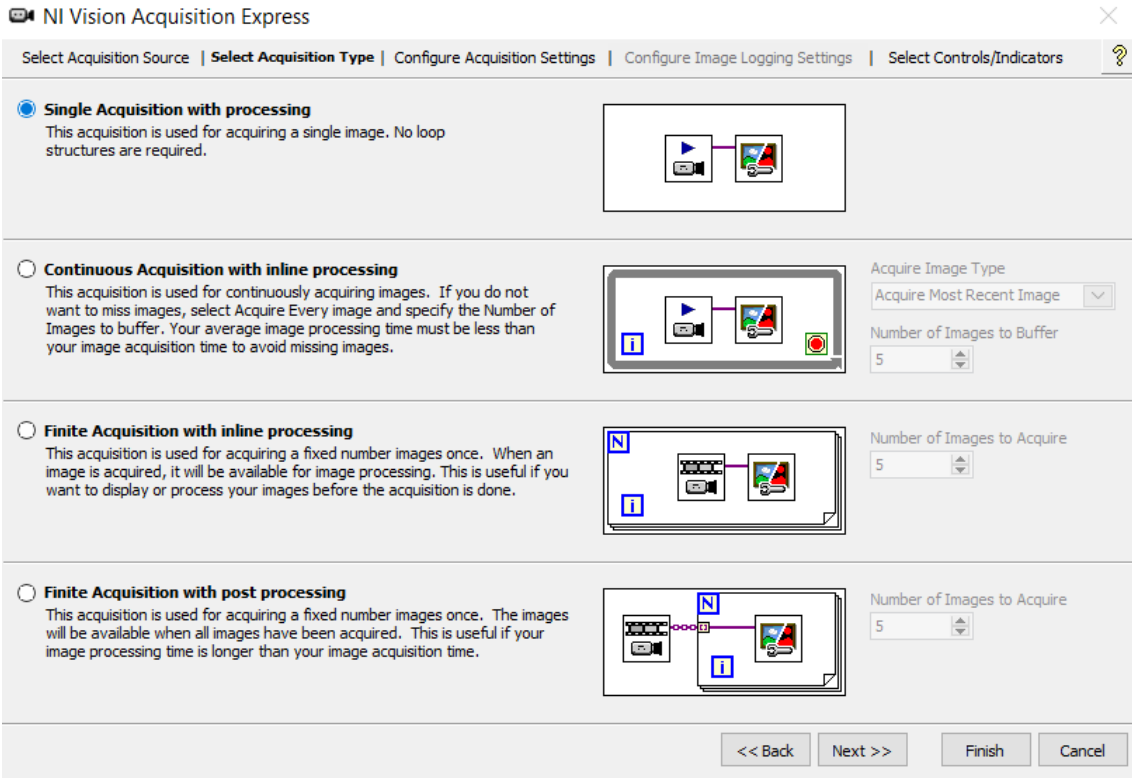 NI Vision Acquisition Express
Select Acquisition Source | Select Acquisition Type | Configure Acquisition Settings | Configure Image Logging Settings | Select Controls/Indicators
?
Single Acquisition with processing
This acquisition is used for acquiring a single image. No loop
structures are required.
Continuous Acquisition with inline processing
This acquisition is used for continuously acquiring images. If you do not
want to miss images, select Acquire Every image and specify the Number of
Images to buffer. Your average image processing time must be less than
your image acquisition time to avoid missing images.
i
Acquire Image Type
Acquire Most Recent Image
Number of Images to Buffer
5
Finite Acquisition with inline processing
This acquisition is used for acquiring a fixed number images once. When an
image is acquired, it will be available for image processing. This is useful if you
want to display or process your images before the acquisition is done.
N
i
Number of Images to Acquire
5
Finite Acquisition with post processing
This acquisition is used for acquiring a fixed number images once. The images
will be available when all images have been acquired. This is useful if your
image processing time is longer than your image acquisition time.
N
i
Number of Images to Acquire
5
<< Back
Next >>
Finish
Cancel